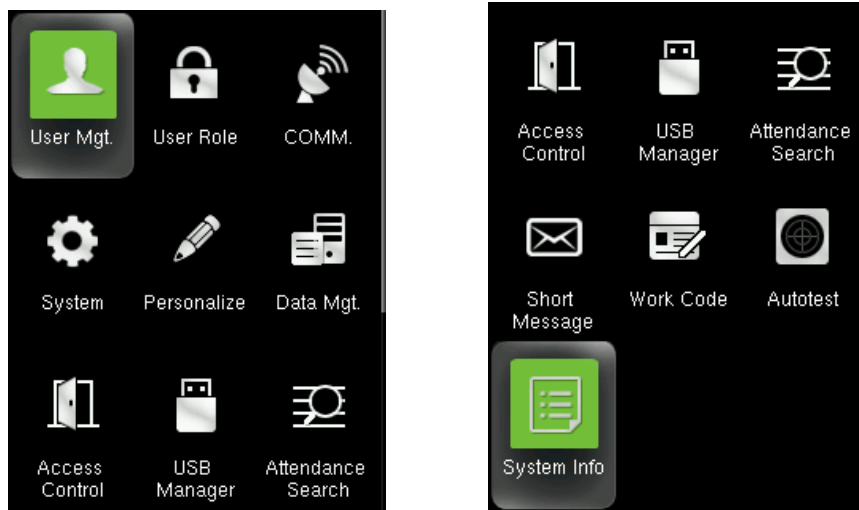 User Mgt.
User Role
COMM.
System
Personalize
Data Mgt.
Access
Control
USB
Manager
Attendance
Search
Access
Control
USB
Manager
Attendance
Search
Short
Message
Work Code
Autotest
System Info